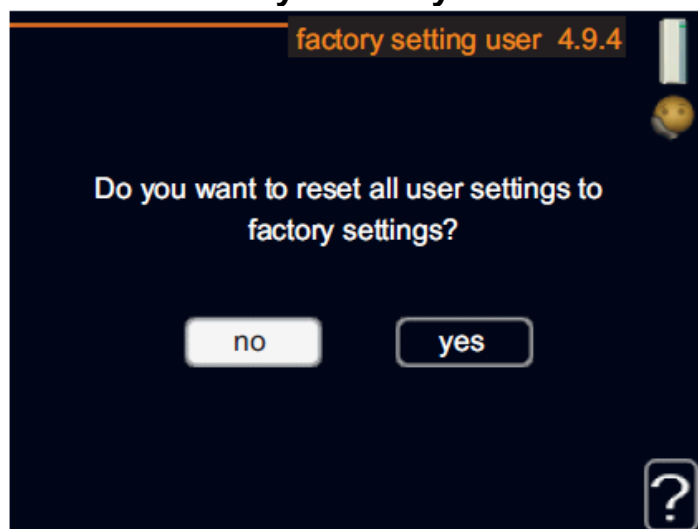 factory setting user 4.9.4
Do you want to reset all user settings to
factory settings?
no
yes
?